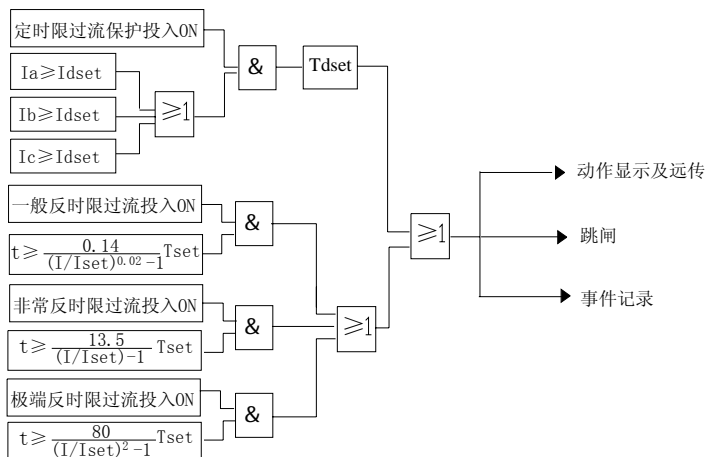 定时限过流保护投入ON
Ia≥Idset
Ib≥Idset
Ic≥Idset
≥1
&
Tdset
一般反时限过流投入ON
t≥0.14/(I/Iset)^0.02-1 Tset
&
非常反时限过流投入ON
t≥13.5/(I/Iset)-1 Tset
&
极端反时限过流投入ON
t≥80/(I/Iset)^2-1 Tset
&
≥1
≥1
动作显示及远传
跳闸
事件记录